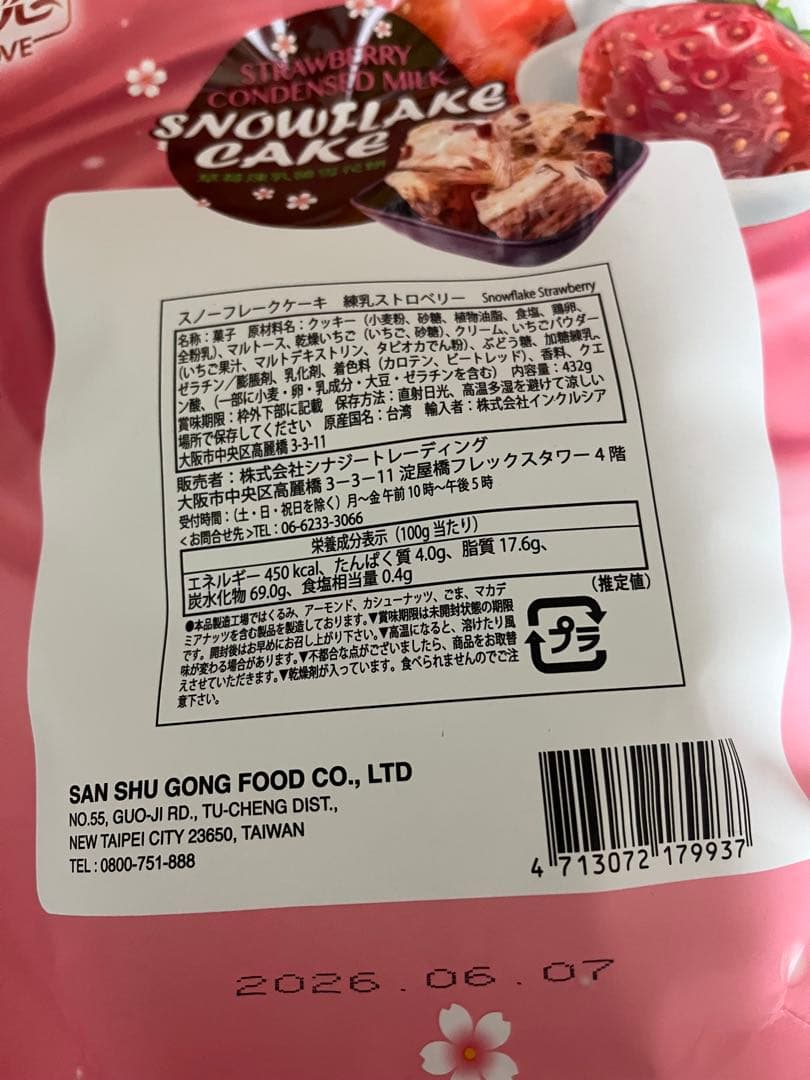 VE
STRAWBERRY
CONDENSED MILK
SNOWFLAKE
CAKE
草莓煉乳雪花餅
スノーフレークケーキ 練乳ストロベリー Snowflake Strawberry
名称：菓子 原材料名：クッキー（小麦粉、砂糖、植物油脂、食塩、鶏卵、
全粉乳）、マルトース、乾燥いちご（いちご、砂糖）、クリーム、いちごパウダー
（いちご果汁、マルトデキストリン、タピオカでん粉）、ぶどう糖、加糖練乳、
ゼラチン／膨脹剤、乳化剤、着色料（カロテン、ビートレッド）、香料、クエ
ン酸、（一部に小麦・卵・乳成分・大豆・ゼラチンを含む） 内容量：432g
賞味期限：枠外下部に記載 保存方法：直射日光、高温多湿を避けて涼しい
場所で保存してください 原産国名：台湾 輸入者：株式会社インクルシア
大阪市中央区高麗橋3-3-11
販売者：株式会社シナジートレーディング
大阪市中央区高麗橋3－3－11 淀屋橋フレックスタワー4階
受付時間：（土・日・祝日を除く）月～金 午前10時～午後5時
＜お問合せ先＞TEL：06-6233-3066
栄養成分表示（100g当たり）
エネルギー 450 kcal、たんぱく質 4.0g、脂質 17.6g、
炭水化物 69.0g、食塩相当量 0.4g
（推定値）
●本品製造工場ではくるみ、アーモンド、カシューナッツ、ごま、マカデ
ミアナッツを含む製品を製造しております。▼賞味期限は未開封状態の期限
です。開封後はお早めにお召し上がり下さい。▼高温になると、溶けたり風
味が変わる場合があります。▼不都合な点がございましたら、商品をお取替
えさせていただきます。▼乾燥剤が入っています。食べられませんのでご注
意下さい。
プラ
SAN SHU GONG FOOD CO., LTD
NO.55, GUO-JI RD., TU-CHENG DIST.,
NEW TAIPEI CITY 23650, TAIWAN
TEL : 0800-751-888
4 713072 179937
2026.06.07